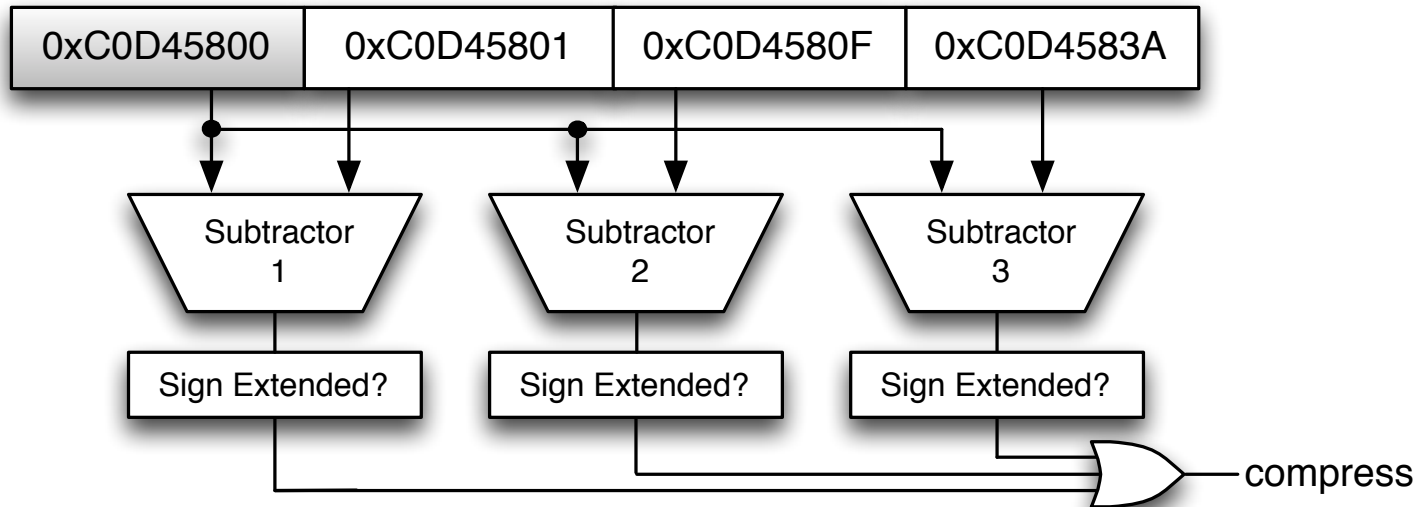 0xC0D45800 0xC0D45801 0xC0D4580F 0xC0D4583A
Subtractor
1
Subtractor
2
Subtractor
3
Sign Extended? Sign Extended? Sign Extended?
compress